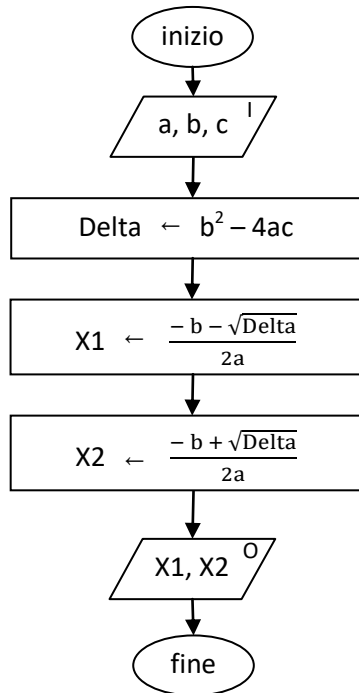 inizio
a, b, c I
Delta ← b² – 4ac
X1 ← (– b – √Delta) / 2a
X2 ← (– b + √Delta) / 2a
X1, X2 O
fine